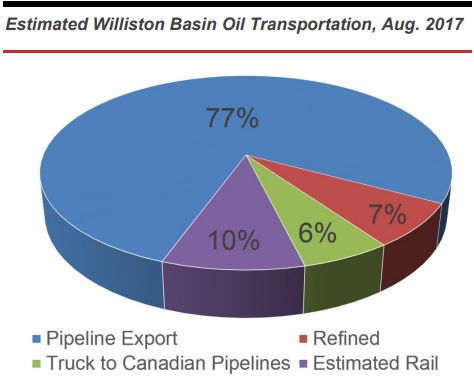 Estimated Williston Basin Oil Transportation, Aug. 2017
77%
7%
6%
10%
Pipeline Export
Refined
Truck to Canadian Pipelines
Estimated Rail